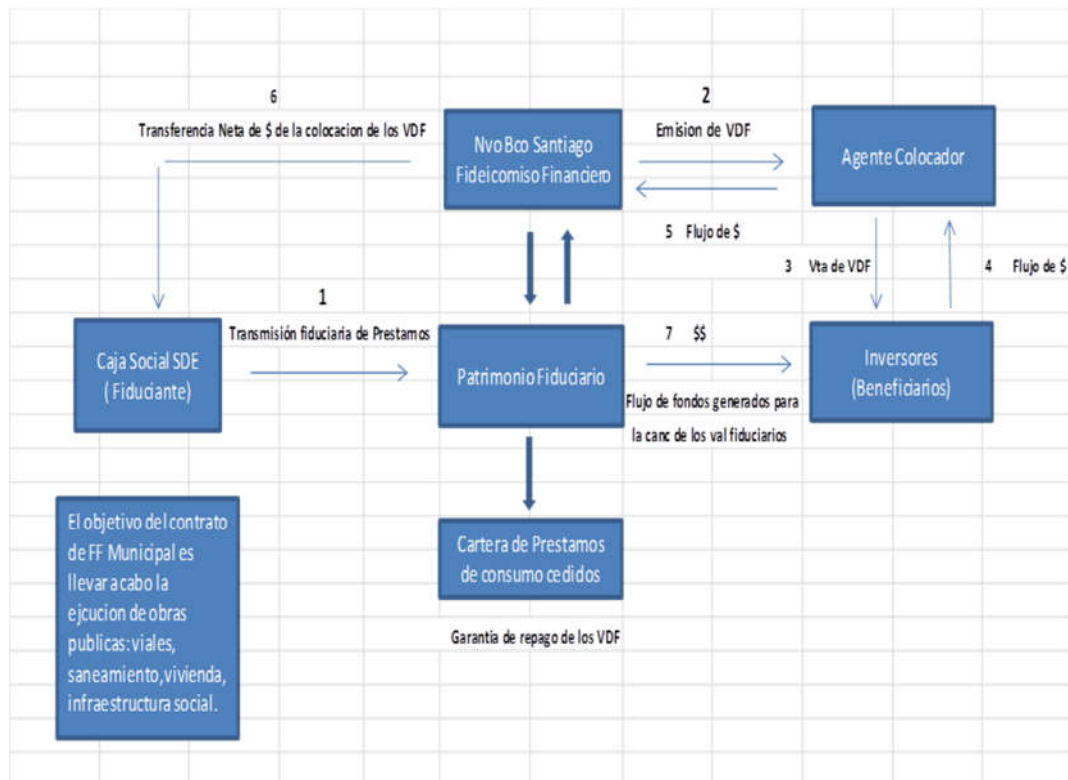 6
Transferencia Neta de $ de la colocacion de los VDF
Nvo Bco Santiago
Fideicomiso Financiero
2
Emision de VDF
Agente Colocador
5 Flujo de $
3 Vta de VDF
4 Flujo de $
1
Transmisión fiduciaria de Prestamos
Caja Social SDE
( Fiduciante)
Patrimonio Fiduciario
7 $$
Flujo de fondos generados para
la canc de los val fiduciarios
Inversores
(Beneficiarios)
El objetivo del contrato
de FF Municipal es
llevar a cabo la
ejcucion de obras
publicas: viales,
saneamiento, vivienda,
infraestructura social.
Cartera de Prestamos
de consumo cedidos
Garantía de repago de los VDF